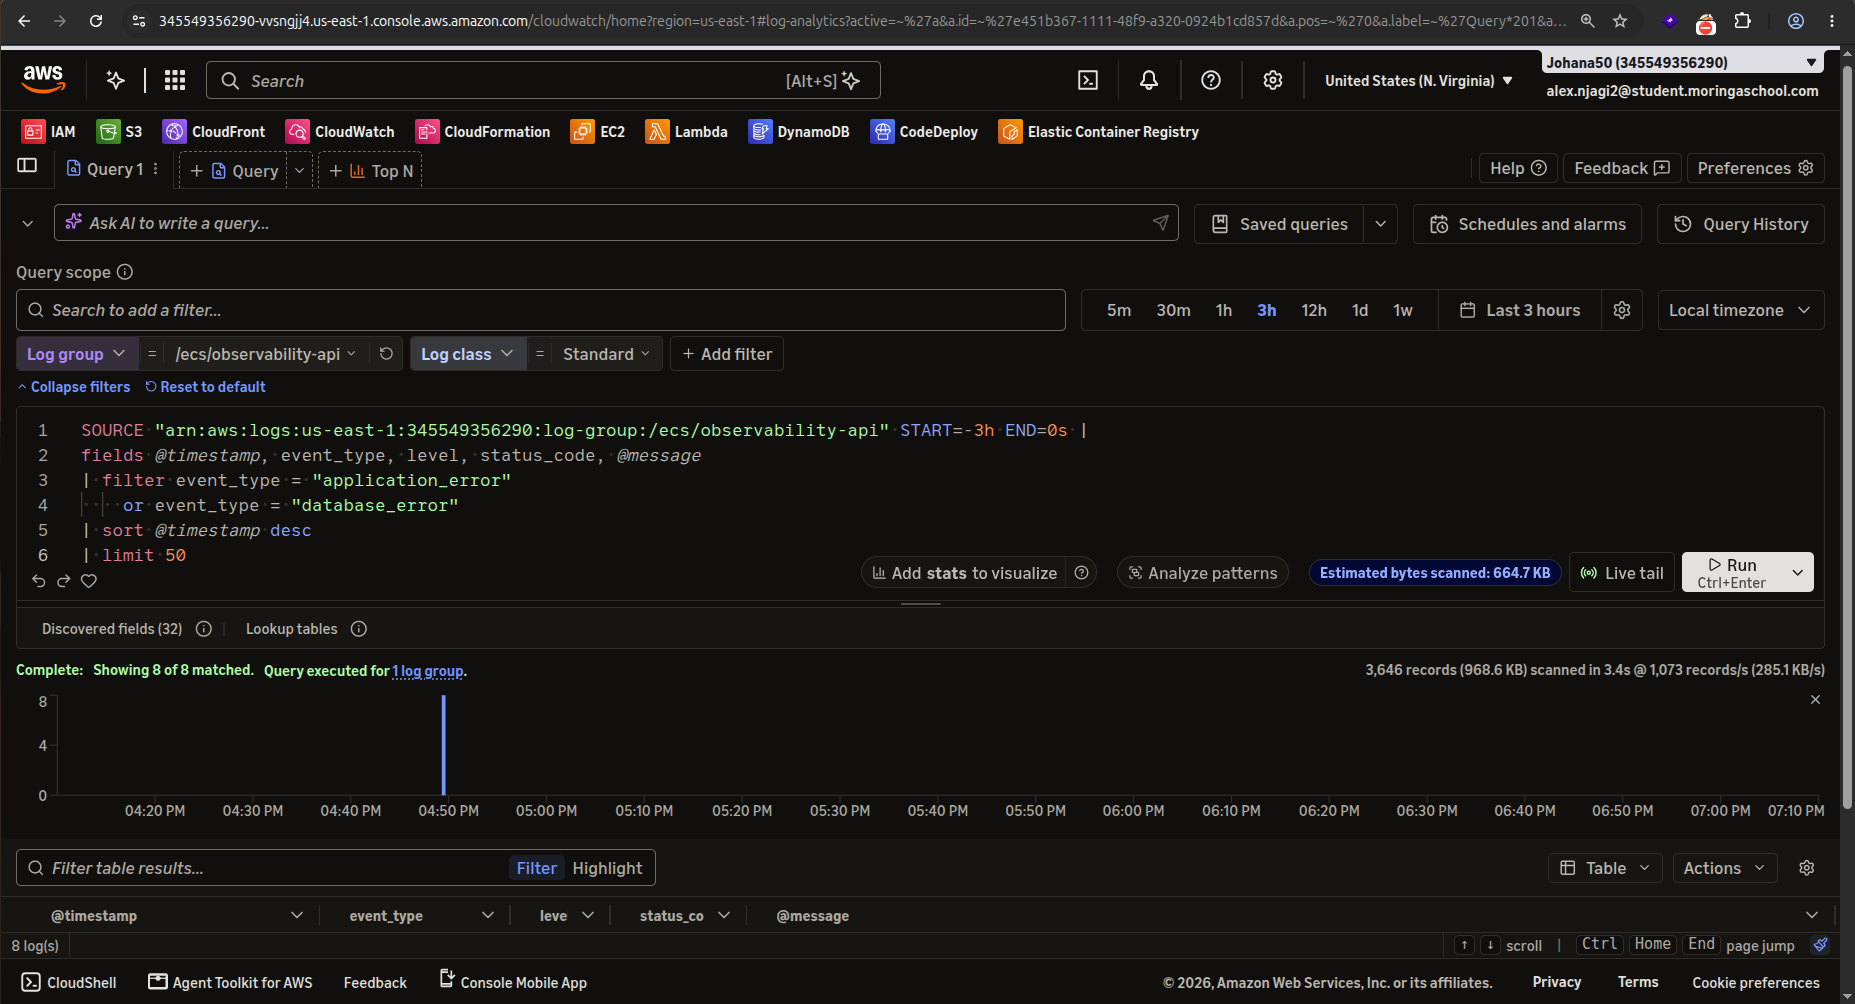 345549356290-vvsngjj4.us-east-1.console.aws.amazon.com/cloudwatch/home?region=us-east-1#log-analytics?active=~%27a&a.id=~%27e451b367-1111-48f9-a320-0924b1cd857d&a.pos=~%270&a.label=~%27Query*201&a...
aws
Search [Alt+S]
United States (N. Virginia)
Johana50 (345549356290)
alex.njagi2@student.moringaschool.com
IAM S3 CloudFront CloudWatch CloudFormation EC2 Lambda DynamoDB CodeDeploy Elastic Container Registry
Query 1 + Query + Top N Help Feedback Preferences
Ask AI to write a query... Saved queries Schedules and alarms Query History
Query scope
Search to add a filter... 5m 30m 1h 3h 12h 1d 1w Last 3 hours Local timezone
Log group = /ecs/observability-api Log class = Standard + Add filter
Collapse filters Reset to default
1 SOURCE "arn:aws:logs:us-east-1:345549356290:log-group:/ecs/observability-api" START=-3h END=0s |
2 fields @timestamp, event_type, level, status_code, @message
3 | filter event_type = "application_error"
4 or event_type = "database_error"
5 | sort @timestamp desc
6 | limit 50
Add stats to visualize Analyze patterns Estimated bytes scanned: 664.7 KB Live tail Run
Ctrl+Enter
Discovered fields (32) Lookup tables
Complete: Showing 8 of 8 matched. Query executed for 1 log group. 3,646 records (968.6 KB) scanned in 3.4s @ 1,073 records/s (285.1 KB/s)
8
4
0
04:20 PM 04:30 PM 04:40 PM 04:50 PM 05:00 PM 05:10 PM 05:20 PM 05:30 PM 05:40 PM 05:50 PM 06:00 PM 06:10 PM 06:20 PM 06:30 PM 06:40 PM 06:50 PM 07:00 PM 07:10 PM
Filter table results... Filter Highlight Table Actions
@timestamp event_type leve status_co @message
8 log(s) ↑ ↓ scroll | Ctrl Home End page jump
CloudShell Agent Toolkit for AWS Feedback Console Mobile App © 2026, Amazon Web Services, Inc. or its affiliates. Privacy Terms Cookie preferences